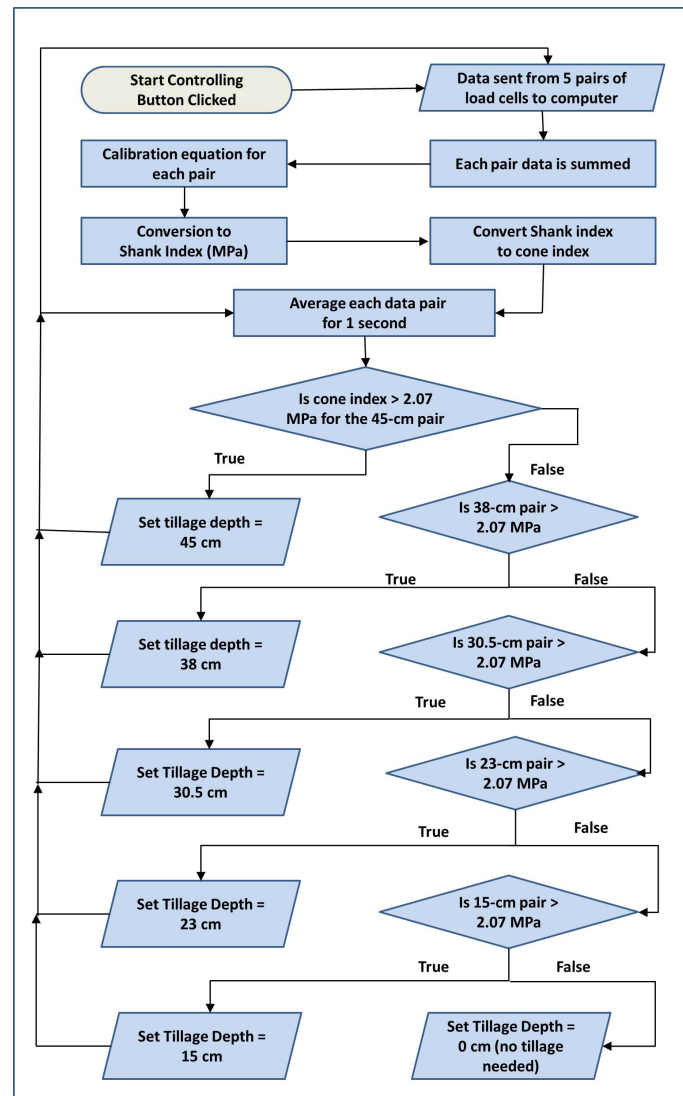 Start Controlling
Button Clicked
Data sent from 5 pairs of
load cells to computer
Calibration equation for
each pair
Each pair data is summed
Conversion to
Shank Index (MPa)
Convert Shank index
to cone index
Average each data pair
for 1 second
Is cone index > 2.07
MPa for the 45-cm pair
True
False
Set tillage depth =
45 cm
Is 38-cm pair >
2.07 MPa
True
False
Set tillage depth =
38 cm
Is 30.5-cm pair >
2.07 MPa
True
False
Set Tillage Depth =
30.5 cm
Is 23-cm pair >
2.07 MPa
True
False
Set Tillage Depth =
23 cm
Is 15-cm pair >
2.07 MPa
True
False
Set Tillage Depth =
15 cm
Set Tillage Depth =
0 cm (no tillage
needed)